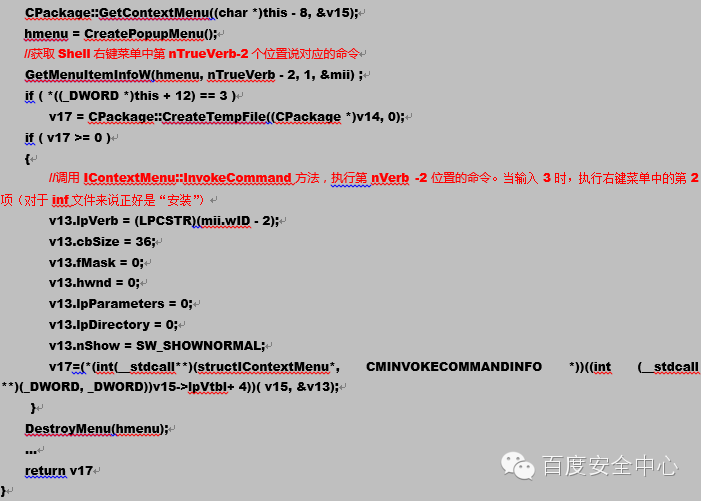 CPackage::GetContextMenu((char *)this - 8, &v15);
hmenu = CreatePopupMenu();
//获取 Shell 右键菜单中第 nTrueVerb-2 个位置说对应的命令
GetMenuItemInfoW(hmenu, nTrueVerb - 2, 1, &mii) ;
if ( *((_DWORD *)this + 12) == 3 )
v17 = CPackage::CreateTempFile((CPackage *)v14, 0);
if ( v17 >= 0 )
{
//调用 IContextMenu::InvokeCommand 方法，执行第 nVerb -2 位置的命令。当输入 3 时，执行右键菜单中的第 2
项（对于 inf 文件来说正好是“安装”）
v13.lpVerb = (LPCSTR)(mii.wID - 2);
v13.cbSize = 36;
v13.fMask = 0;
v13.hwnd = 0;
v13.lpParameters = 0;
v13.lpDirectory = 0;
v13.nShow = SW_SHOWNORMAL;
v17=(*(int(__stdcall**)(structIContextMenu*, CMINVOKECOMMANDINFO *))((int (__stdcall
**)(_DWORD, _DWORD))v15->lpVtbl+ 4))( v15, &v13);
}
DestroyMenu(hmenu);
...
return v17
}
百度安全中心